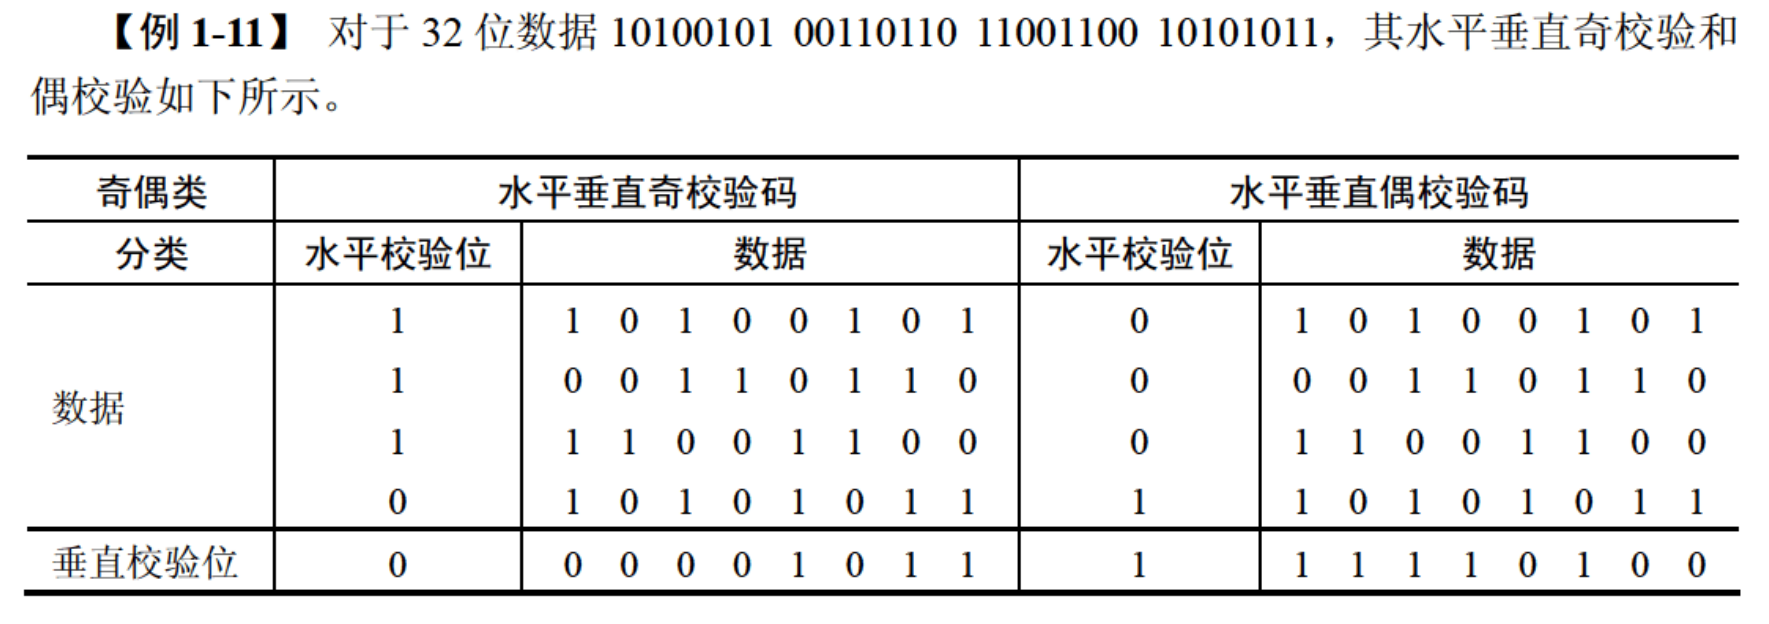 【例 1-11】 对于 32 位数据 10100101 00110110 11001100 10101011，其水平垂直奇校验和
偶校验如下所示。
奇偶类 水平垂直奇校验码 水平垂直偶校验码
分类 水平校验位 数据 水平校验位 数据
1 1 0 1 0 0 1 0 1 0 1 0 1 0 0 1 0 1
1 0 0 1 1 0 1 1 0 0 0 0 1 1 0 1 1 0
数据
1 1 1 0 0 1 1 0 0 0 1 1 0 0 1 1 0 0
0 1 0 1 0 1 0 1 1 1 1 0 1 0 1 0 1 1
垂直校验位 0 0 0 0 0 1 0 1 1 1 1 1 1 1 0 1 0 0